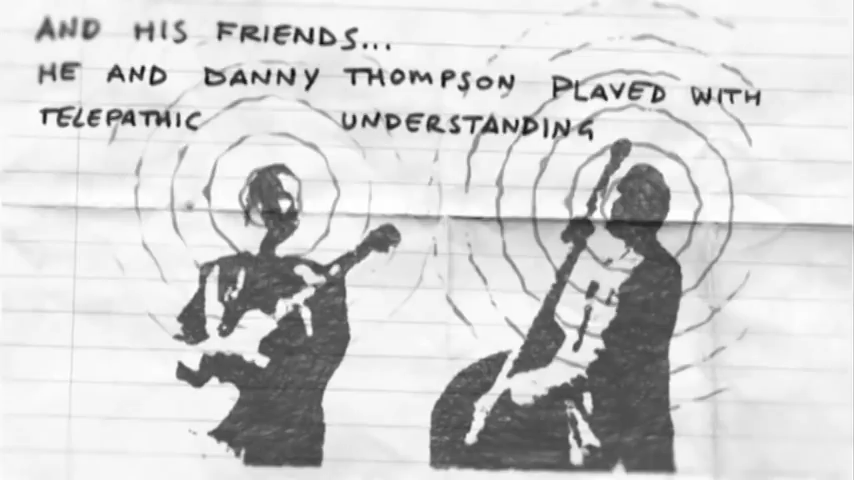 AND HIS FRIENDS...
HE AND DANNY THOMPSON PLAYED WITH
TELEPATHIC UNDERSTANDING